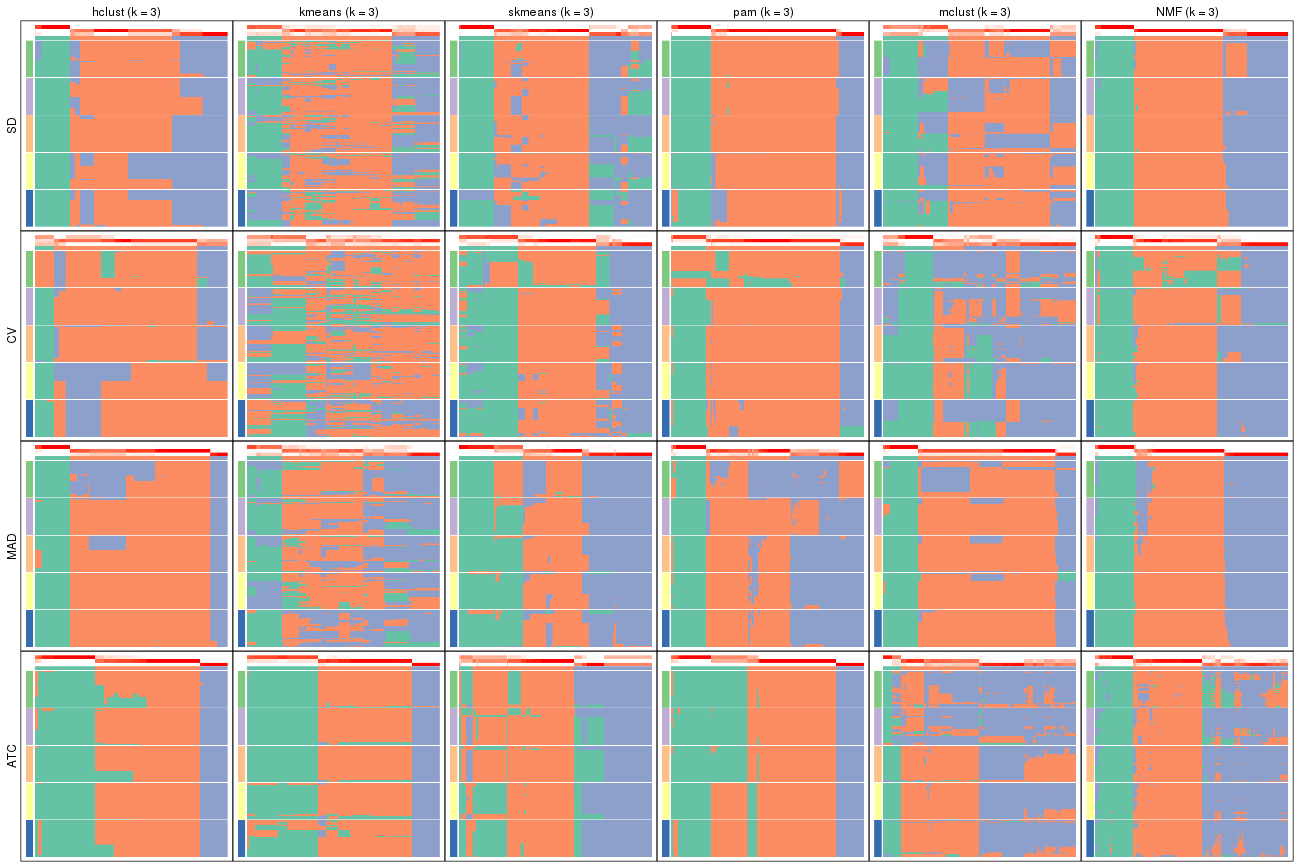 hclust (k = 3) kmeans (k = 3) skmeans (k = 3) pam (k = 3) mclust (k = 3) NMF (k = 3)
SD
CV
MAD
ATC